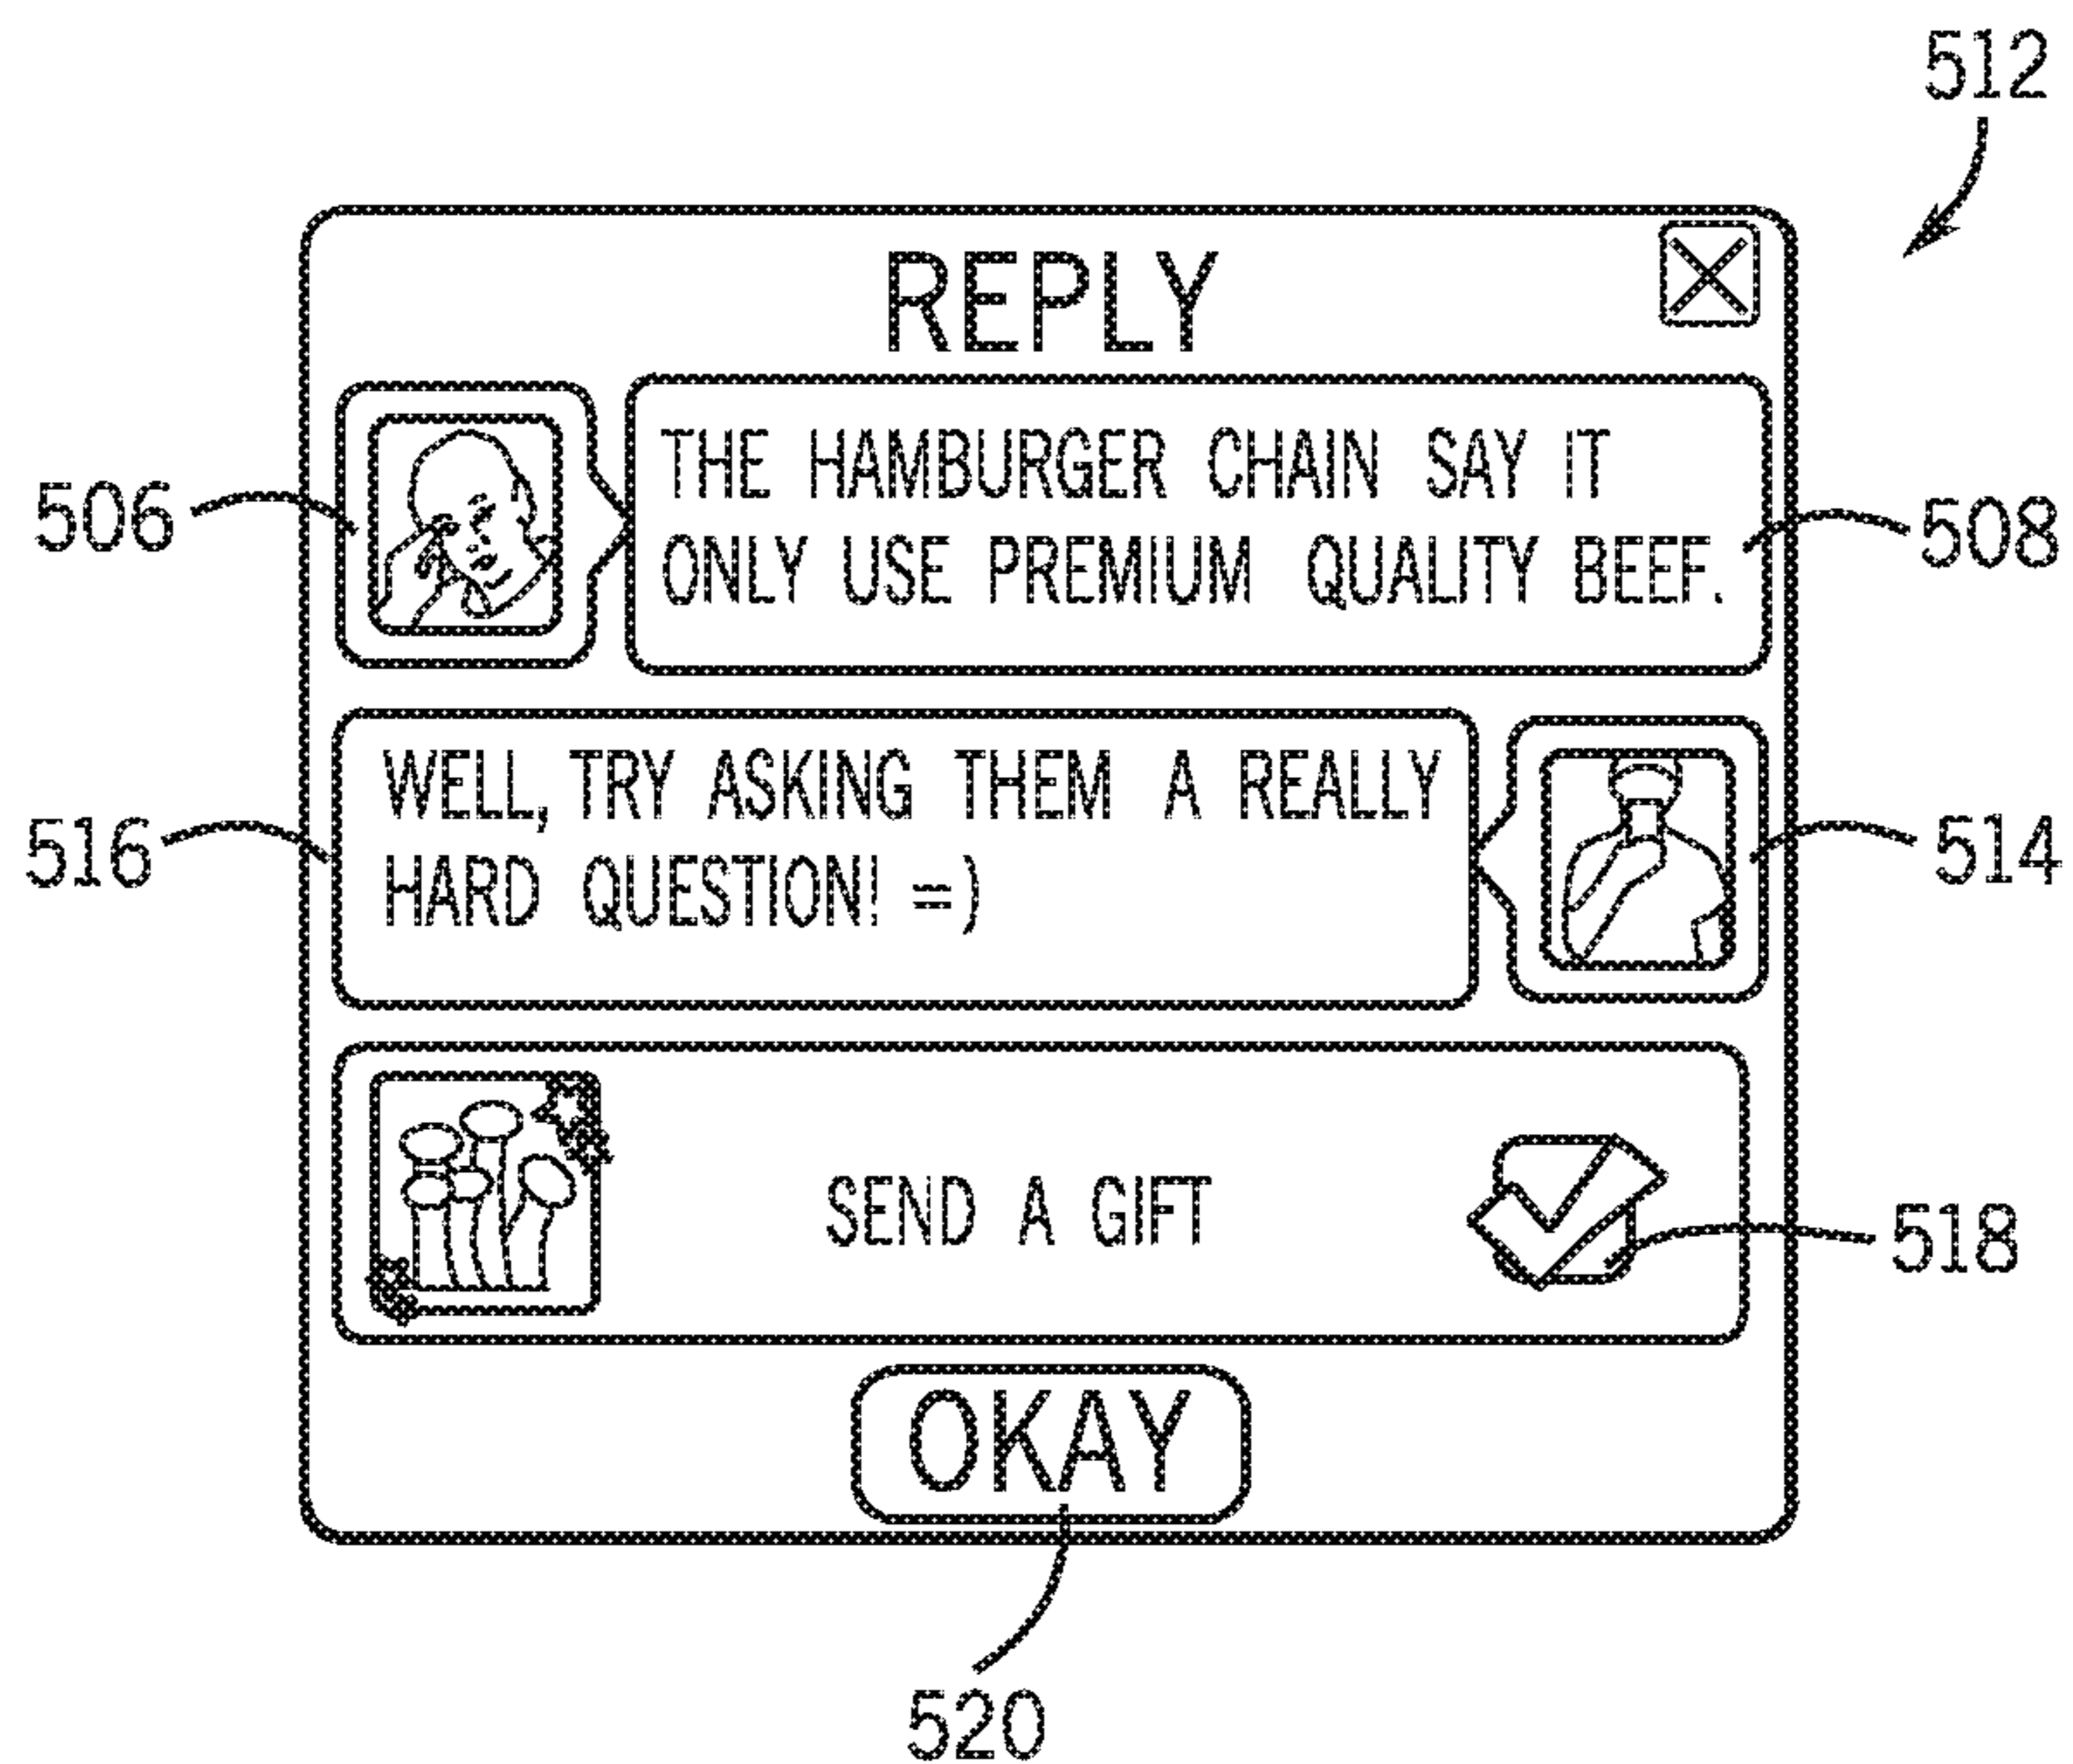 512
REPLY
506
THE HAMBURGER CHAIN SAY IT
ONLY USE PREMIUM QUALITY BEEF.
508
516
WELL, TRY ASKING THEM A REALLY
HARD QUESTION! =)
514
SEND A GIFT
518
OKAY
520